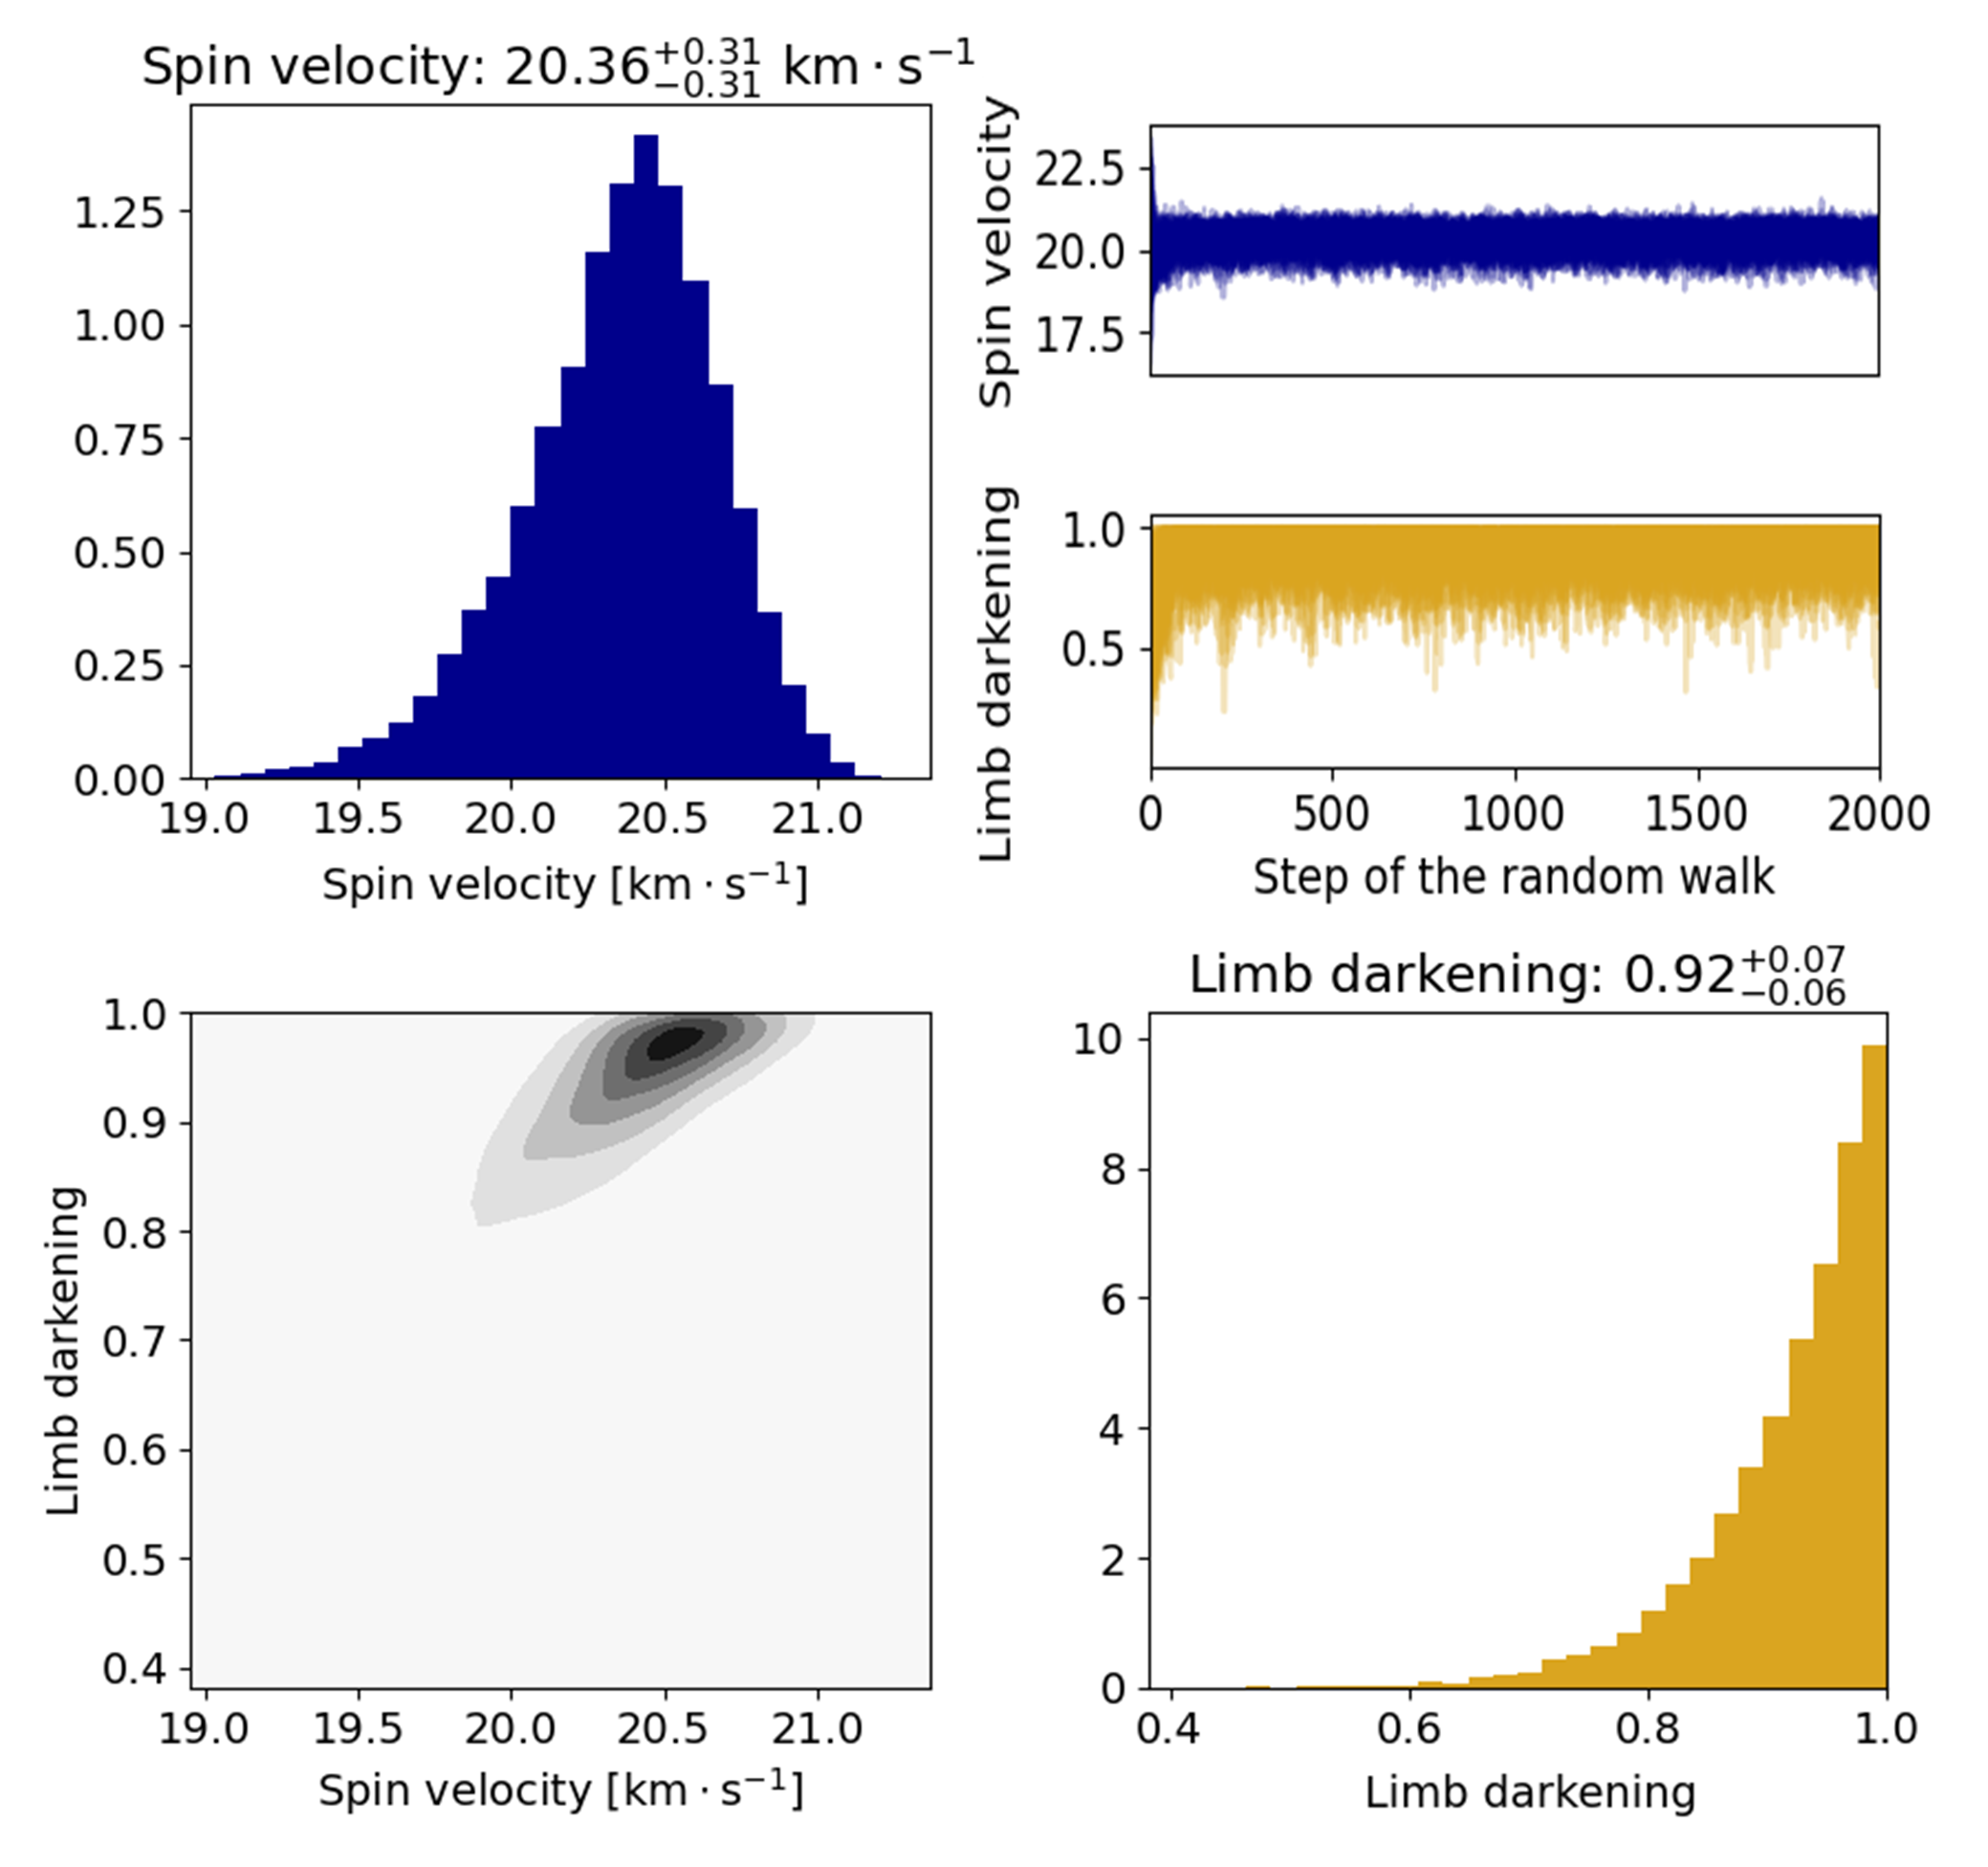 Spin velocity: 20.36 +0.31 −0.31 km · s−1
1.25
1.00
0.75
0.50
0.25
0.00
19.0 19.5 20.0 20.5 21.0
Spin velocity [km · s−1]
Spin velocity
22.5
20.0
17.5
Limb darkening
1.0
0.5
0 500 1000 1500 2000
Step of the random walk
Limb darkening
1.0
0.9
0.8
0.7
0.6
0.5
0.4
19.0 19.5 20.0 20.5 21.0
Spin velocity [km · s−1]
Limb darkening: 0.92 +0.07 −0.06
10
8
6
4
2
0
0.4 0.6 0.8 1.0
Limb darkening